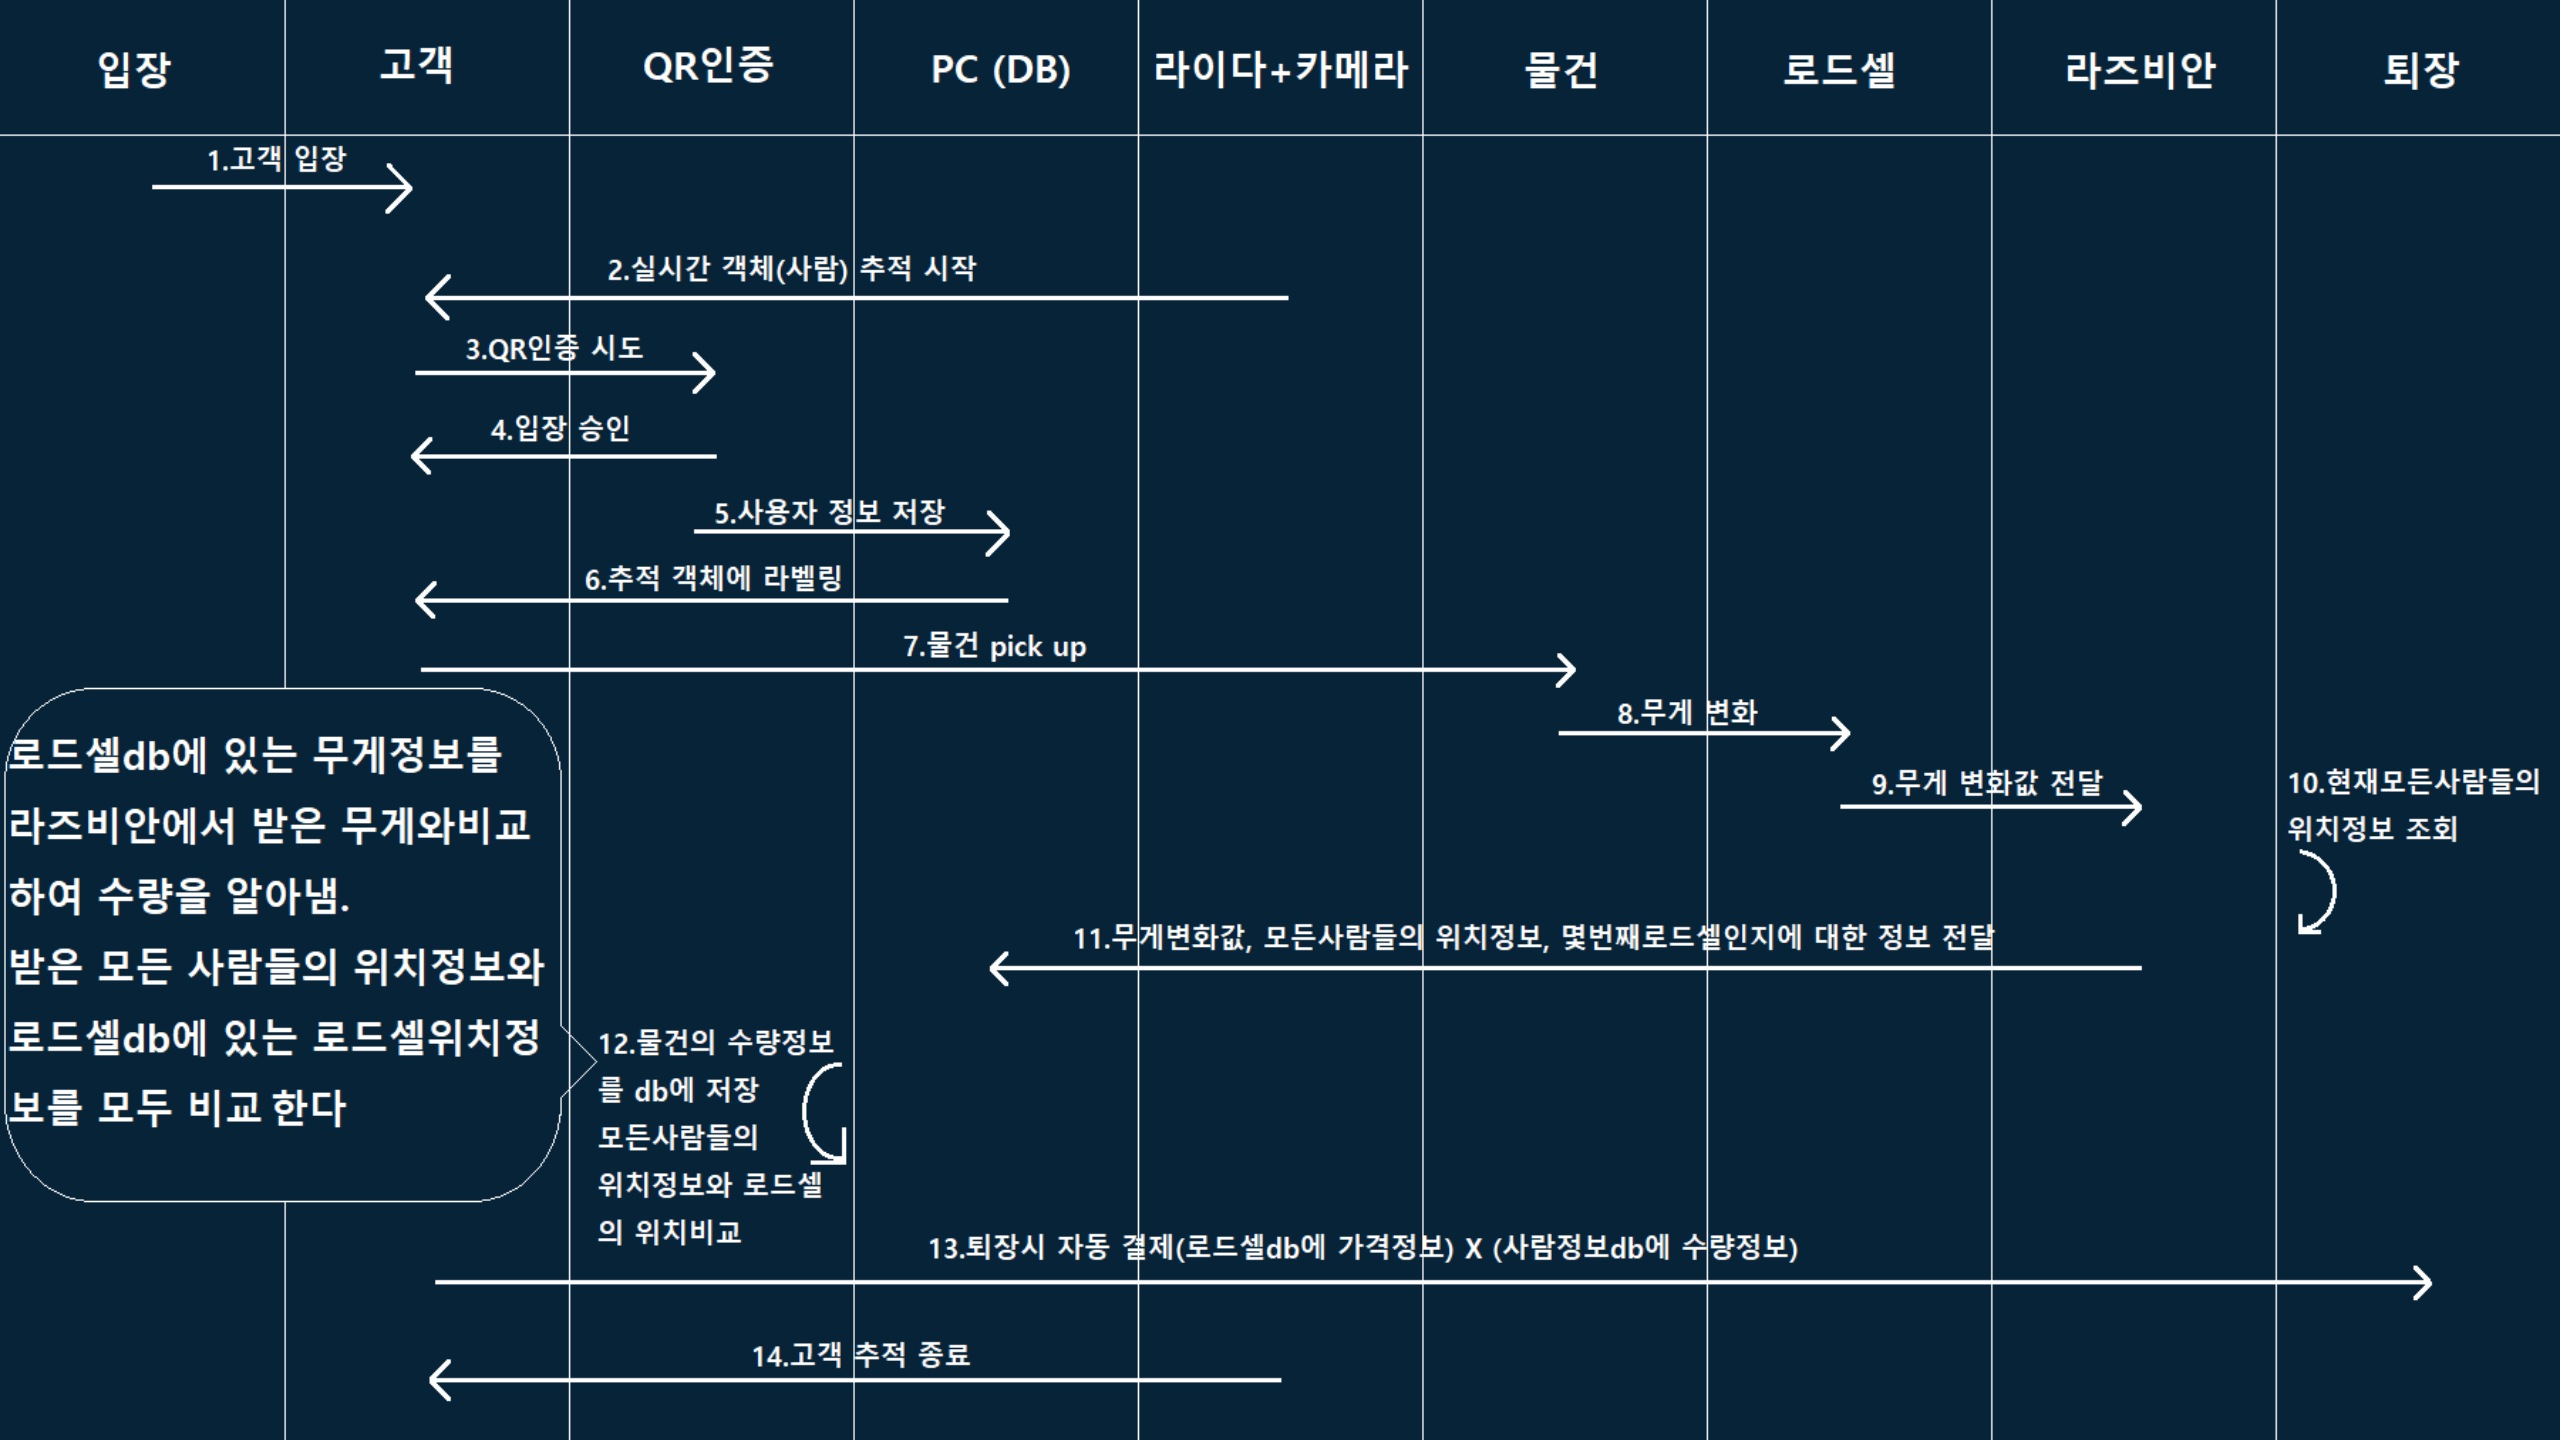 입장
고객
QR인증
PC (DB)
라이다+카메라
물건
로드셀
라즈비안
퇴장
1.고객 입장
2.실시간 객체(사람) 추적 시작
3.QR인증 시도
4.입장 승인
5.사용자 정보 저장
6.추적 객체에 라벨링
7.물건 pick up
8.무게 변화
9.무게 변화값 전달
10.현재모든사람들의
위치정보 조회
11.무게변화값, 모든사람들의 위치정보, 몇번째로드셀인지에 대한 정보 전달
로드셀db에 있는 무게정보를
라즈비안에서 받은 무게와비교
하여 수량을 알아냄.
받은 모든 사람들의 위치정보와
로드셀db에 있는 로드셀위치정
보를 모두 비교 한다
12.물건의 수량정보
를 db에 저장
모든사람들의
위치정보와 로드셀
의 위치비교
13.퇴장시 자동 결제(로드셀db에 가격정보) X (사람정보db에 수량정보)
14.고객 추적 종료